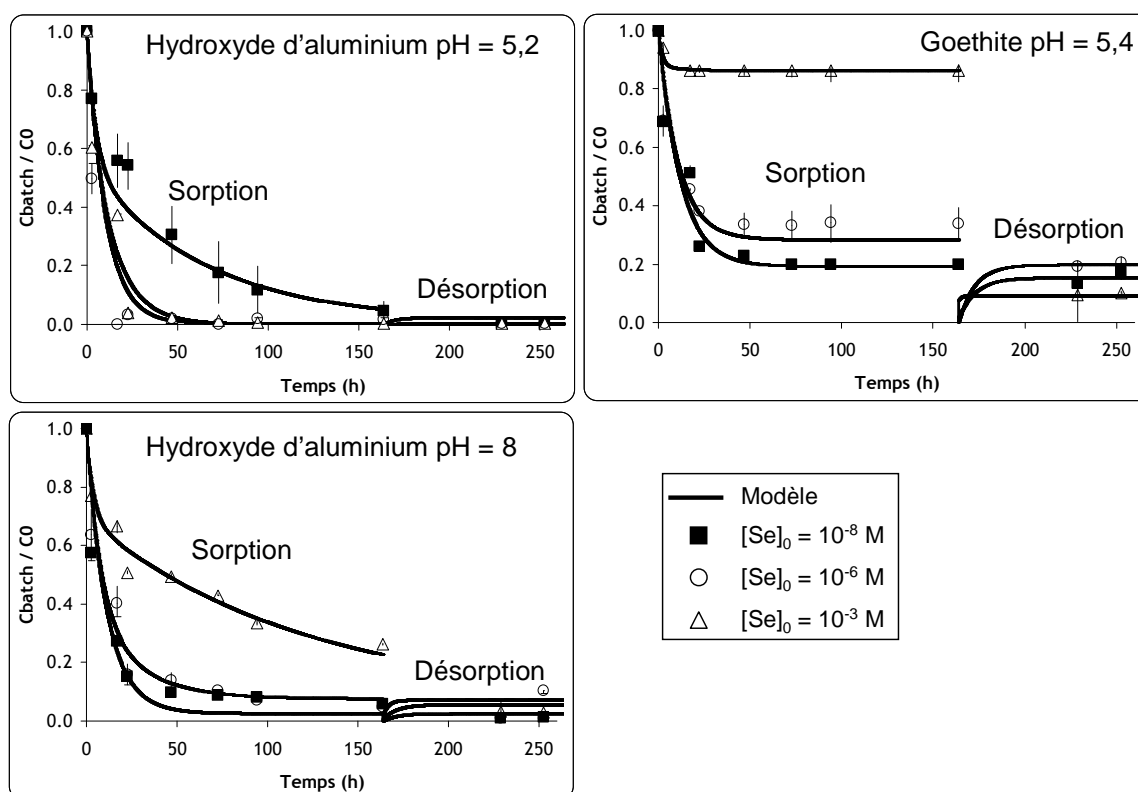 Hydroxyde d'aluminium pH = 5,2
Cbatch / C0
1.0
0.8
0.6
0.4
0.2
0.0
Sorption
Désorption
0 50 100 150 200 250
Temps (h)
Goethite pH = 5,4
Cbatch / C0
1.0
0.8
0.6
0.4
0.2
0.0
Sorption
Désorption
0 50 100 150 200 250
Temps (h)
Hydroxyde d'aluminium pH = 8
Cbatch / C0
1.0
0.8
0.6
0.4
0.2
0.0
Sorption
Désorption
0 50 100 150 200 250
Temps (h)
Modèle
[Se]₀ = 10⁻⁸ M
[Se]₀ = 10⁻⁶ M
[Se]₀ = 10⁻³ M